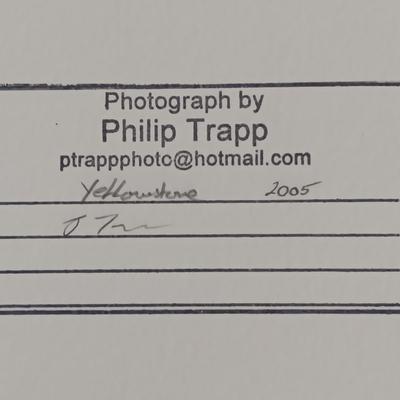 Photograph by
Philip Trapp
ptrappphoto@hotmail.com
Yellowstone 2005